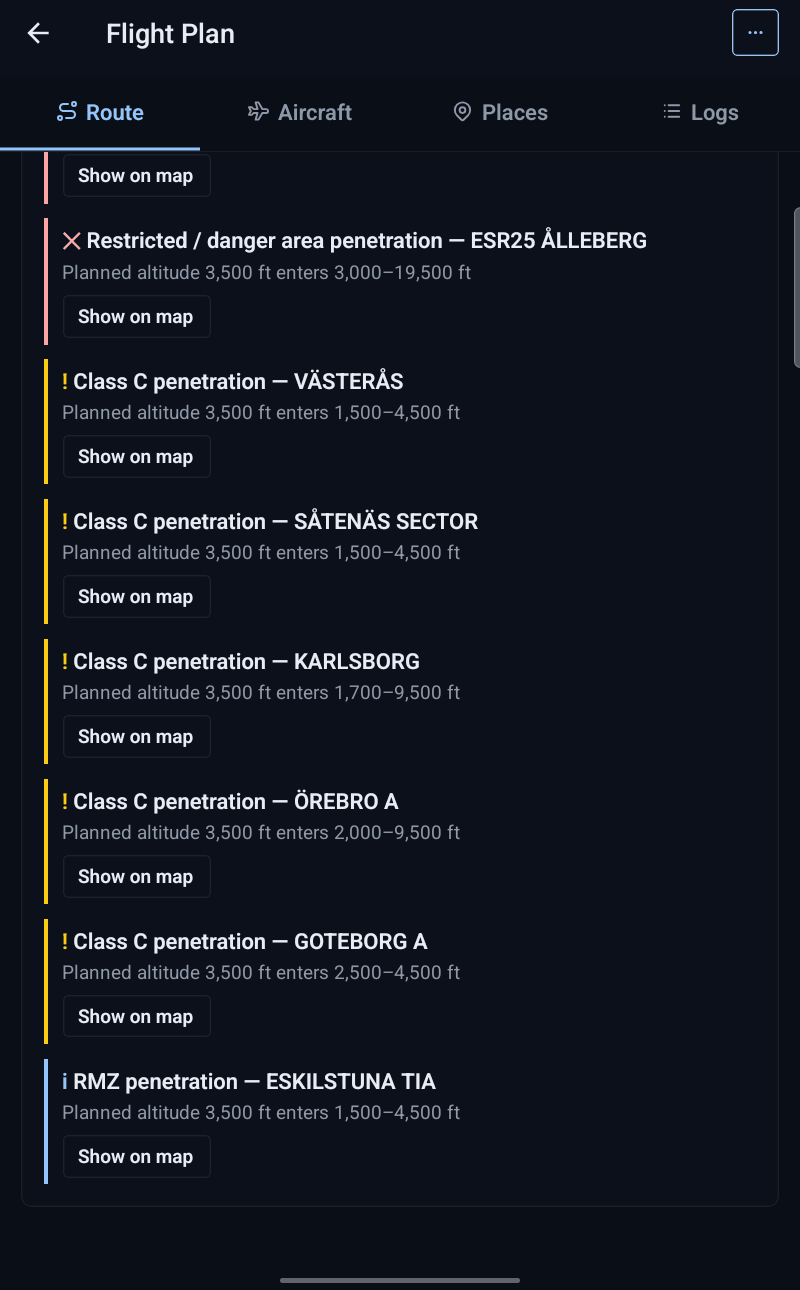 Flight Plan
...
Route
Aircraft
Places
Logs
Show on map
Restricted / danger area penetration — ESR25 ÅLLEBERG
Planned altitude 3,500 ft enters 3,000–19,500 ft
Show on map
! Class C penetration — VÄSTERÅS
Planned altitude 3,500 ft enters 1,500–4,500 ft
Show on map
! Class C penetration — SÅTENÄS SECTOR
Planned altitude 3,500 ft enters 1,500–4,500 ft
Show on map
! Class C penetration — KARLSBORG
Planned altitude 3,500 ft enters 1,700–9,500 ft
Show on map
! Class C penetration — ÖREBRO A
Planned altitude 3,500 ft enters 2,000–9,500 ft
Show on map
! Class C penetration — GOTEBORG A
Planned altitude 3,500 ft enters 2,500–4,500 ft
Show on map
i RMZ penetration — ESKILSTUNA TIA
Planned altitude 3,500 ft enters 1,500–4,500 ft
Show on map